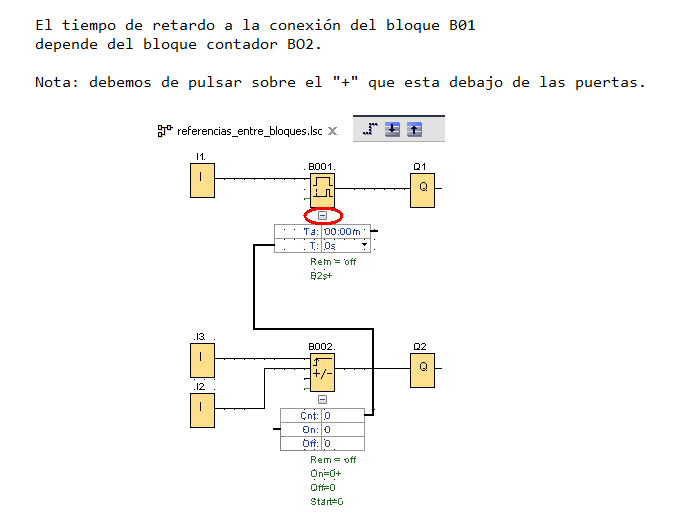 El tiempo de retardo a la conexión del bloque B01
depende del bloque contador BO2.
Nota: debemos de pulsar sobre el "+" que esta debajo de las puertas.
referencias_entre_bloques.lsc
I1
B001
Q1
I
Q
Ta: 00:00m
T: 0s
Rem = off
B2s+
I3
B002
Q2
I
+/-
Q
I2
I
Cnt: 0
On: 0
Off: 0
Rem = off
On=0+
Off=0
Start=0